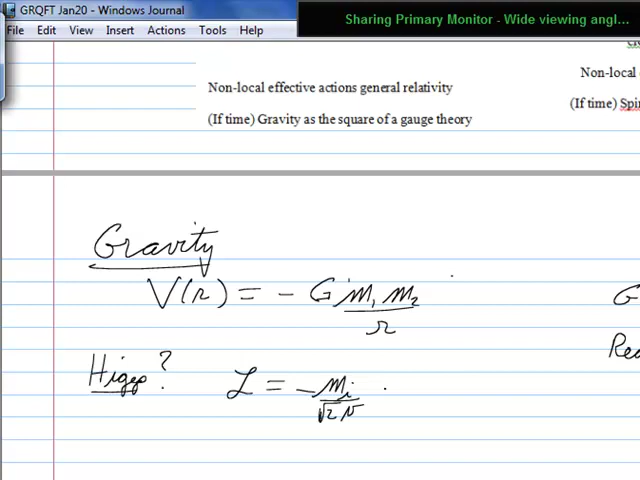 GRQFT Jan20 - Windows Journal
Sharing Primary Monitor - Wide viewing angl...
File Edit View Insert Actions Tools Help
Non-local effective actions general relativity
Non-local
(If time) Gravity as the square of a gauge theory
(If time) Spi
Gravity
V(r) = - G m₁ m₂ / r
G
Higgs? L = - mᵢ / √2 v
Rea